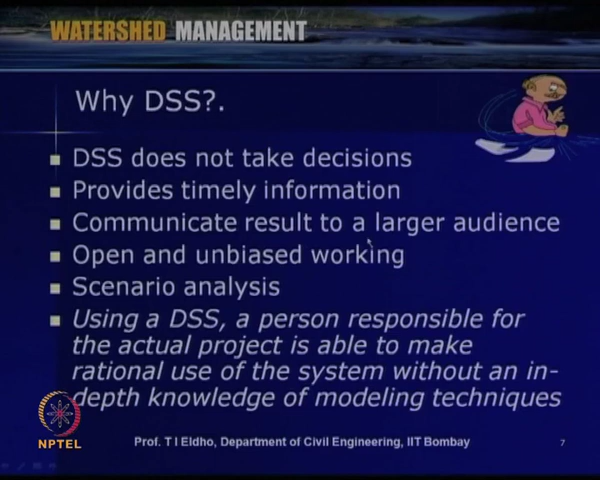 WATERSHED MANAGEMENT
Why DSS?.
DSS does not take decisions
Provides timely information
Communicate result to a larger audience
Open and unbiased working
Scenario analysis
Using a DSS, a person responsible for
the actual project is able to make
rational use of the system without an in-
depth knowledge of modeling techniques
NPTEL
Prof. T I Eldho, Department of Civil Engineering, IIT Bombay
7